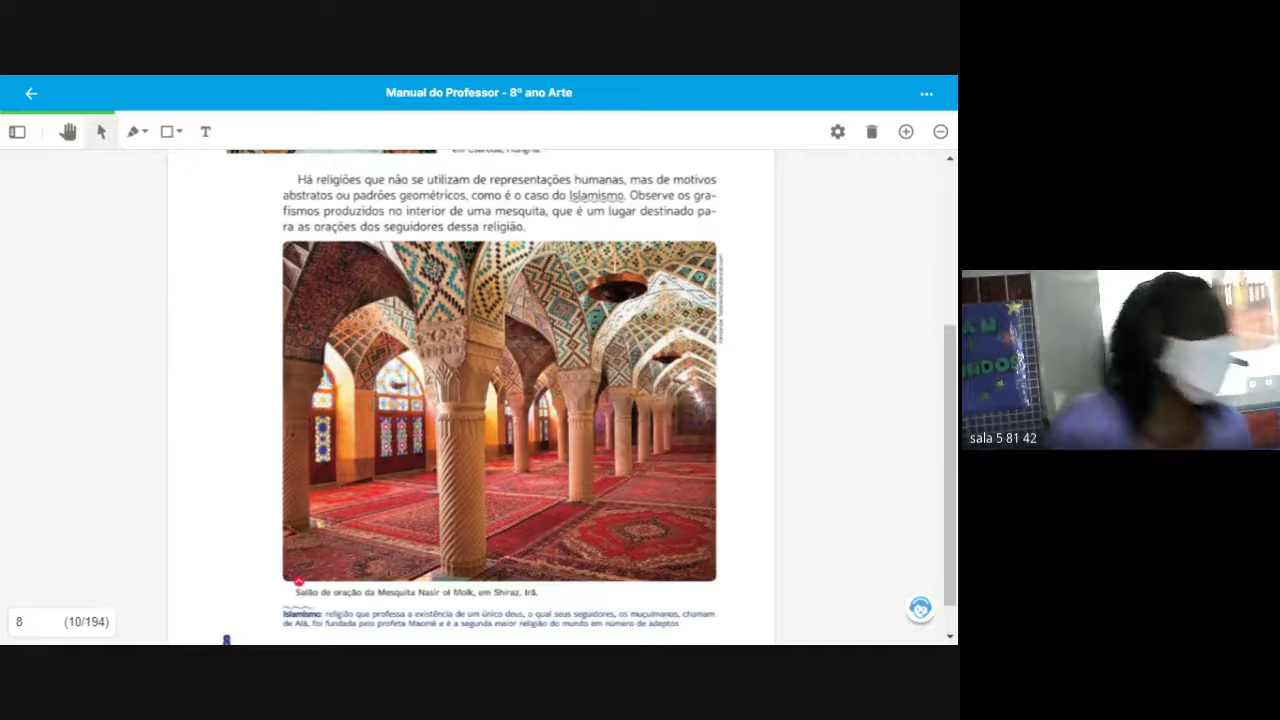 Manual do Professor - 8º ano Arte
Há religiões que não se utilizam de representações humanas, mas de motivos
abstratos ou padrões geométricos, como é o caso do Islamismo. Observe os gra-
fismos produzidos no interior de uma mesquita, que é um lugar destinado pa-
ra as orações dos seguidores dessa religião.
Salão de oração da Mesquita Nasir ol Molk, em Shiraz, Irã.
Islamismo: religião que professa a existência de um único deus, o qual seus seguidores, os muçulmanos, chamam
de Alá, foi fundada pelo profeta Maomé e é a segunda maior religião do mundo em número de adeptos
8
8 (10/194)
A M
NDOS
sala 5 81 42